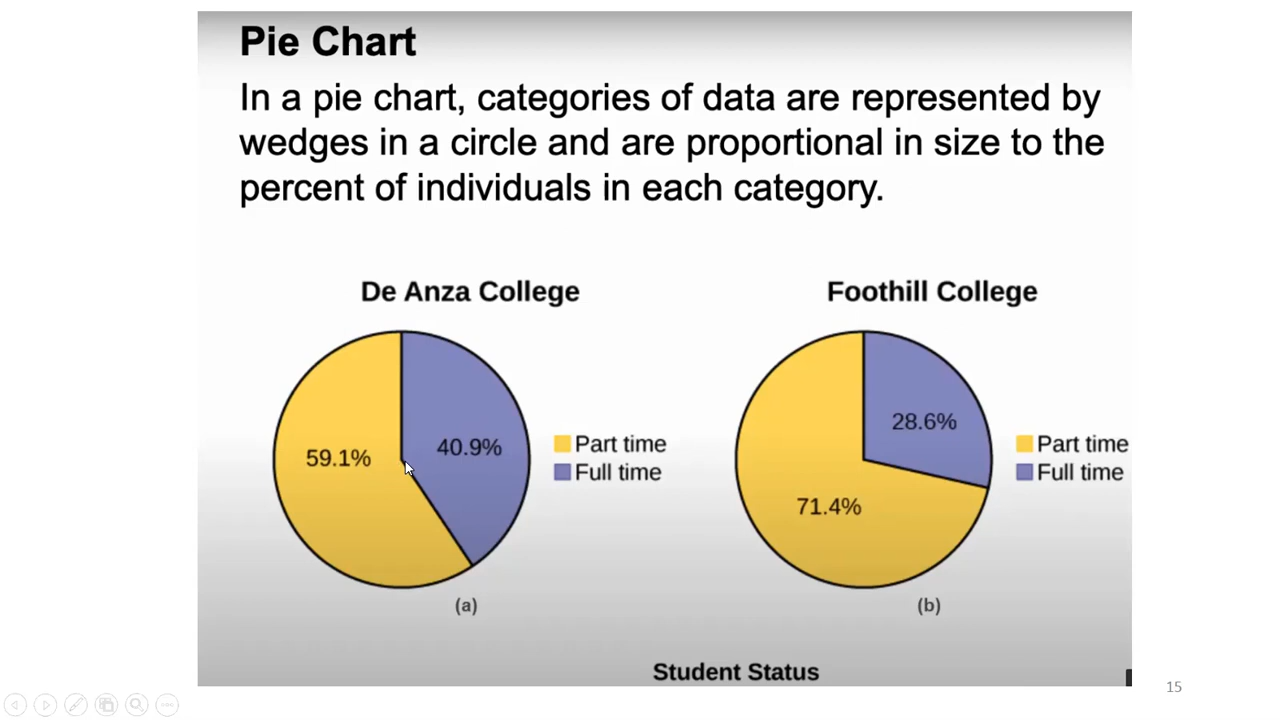 Pie Chart
In a pie chart, categories of data are represented by
wedges in a circle and are proportional in size to the
percent of individuals in each category.
De Anza College
59.1%
40.9%
Part time
Full time
(a)
Foothill College
28.6%
71.4%
Part time
Full time
(b)
Student Status
15